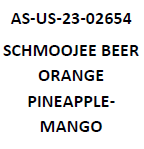 AS-US-23-02654
SCHMOOJEE BEER
ORANGE
PINEAPPLE-
MANGO